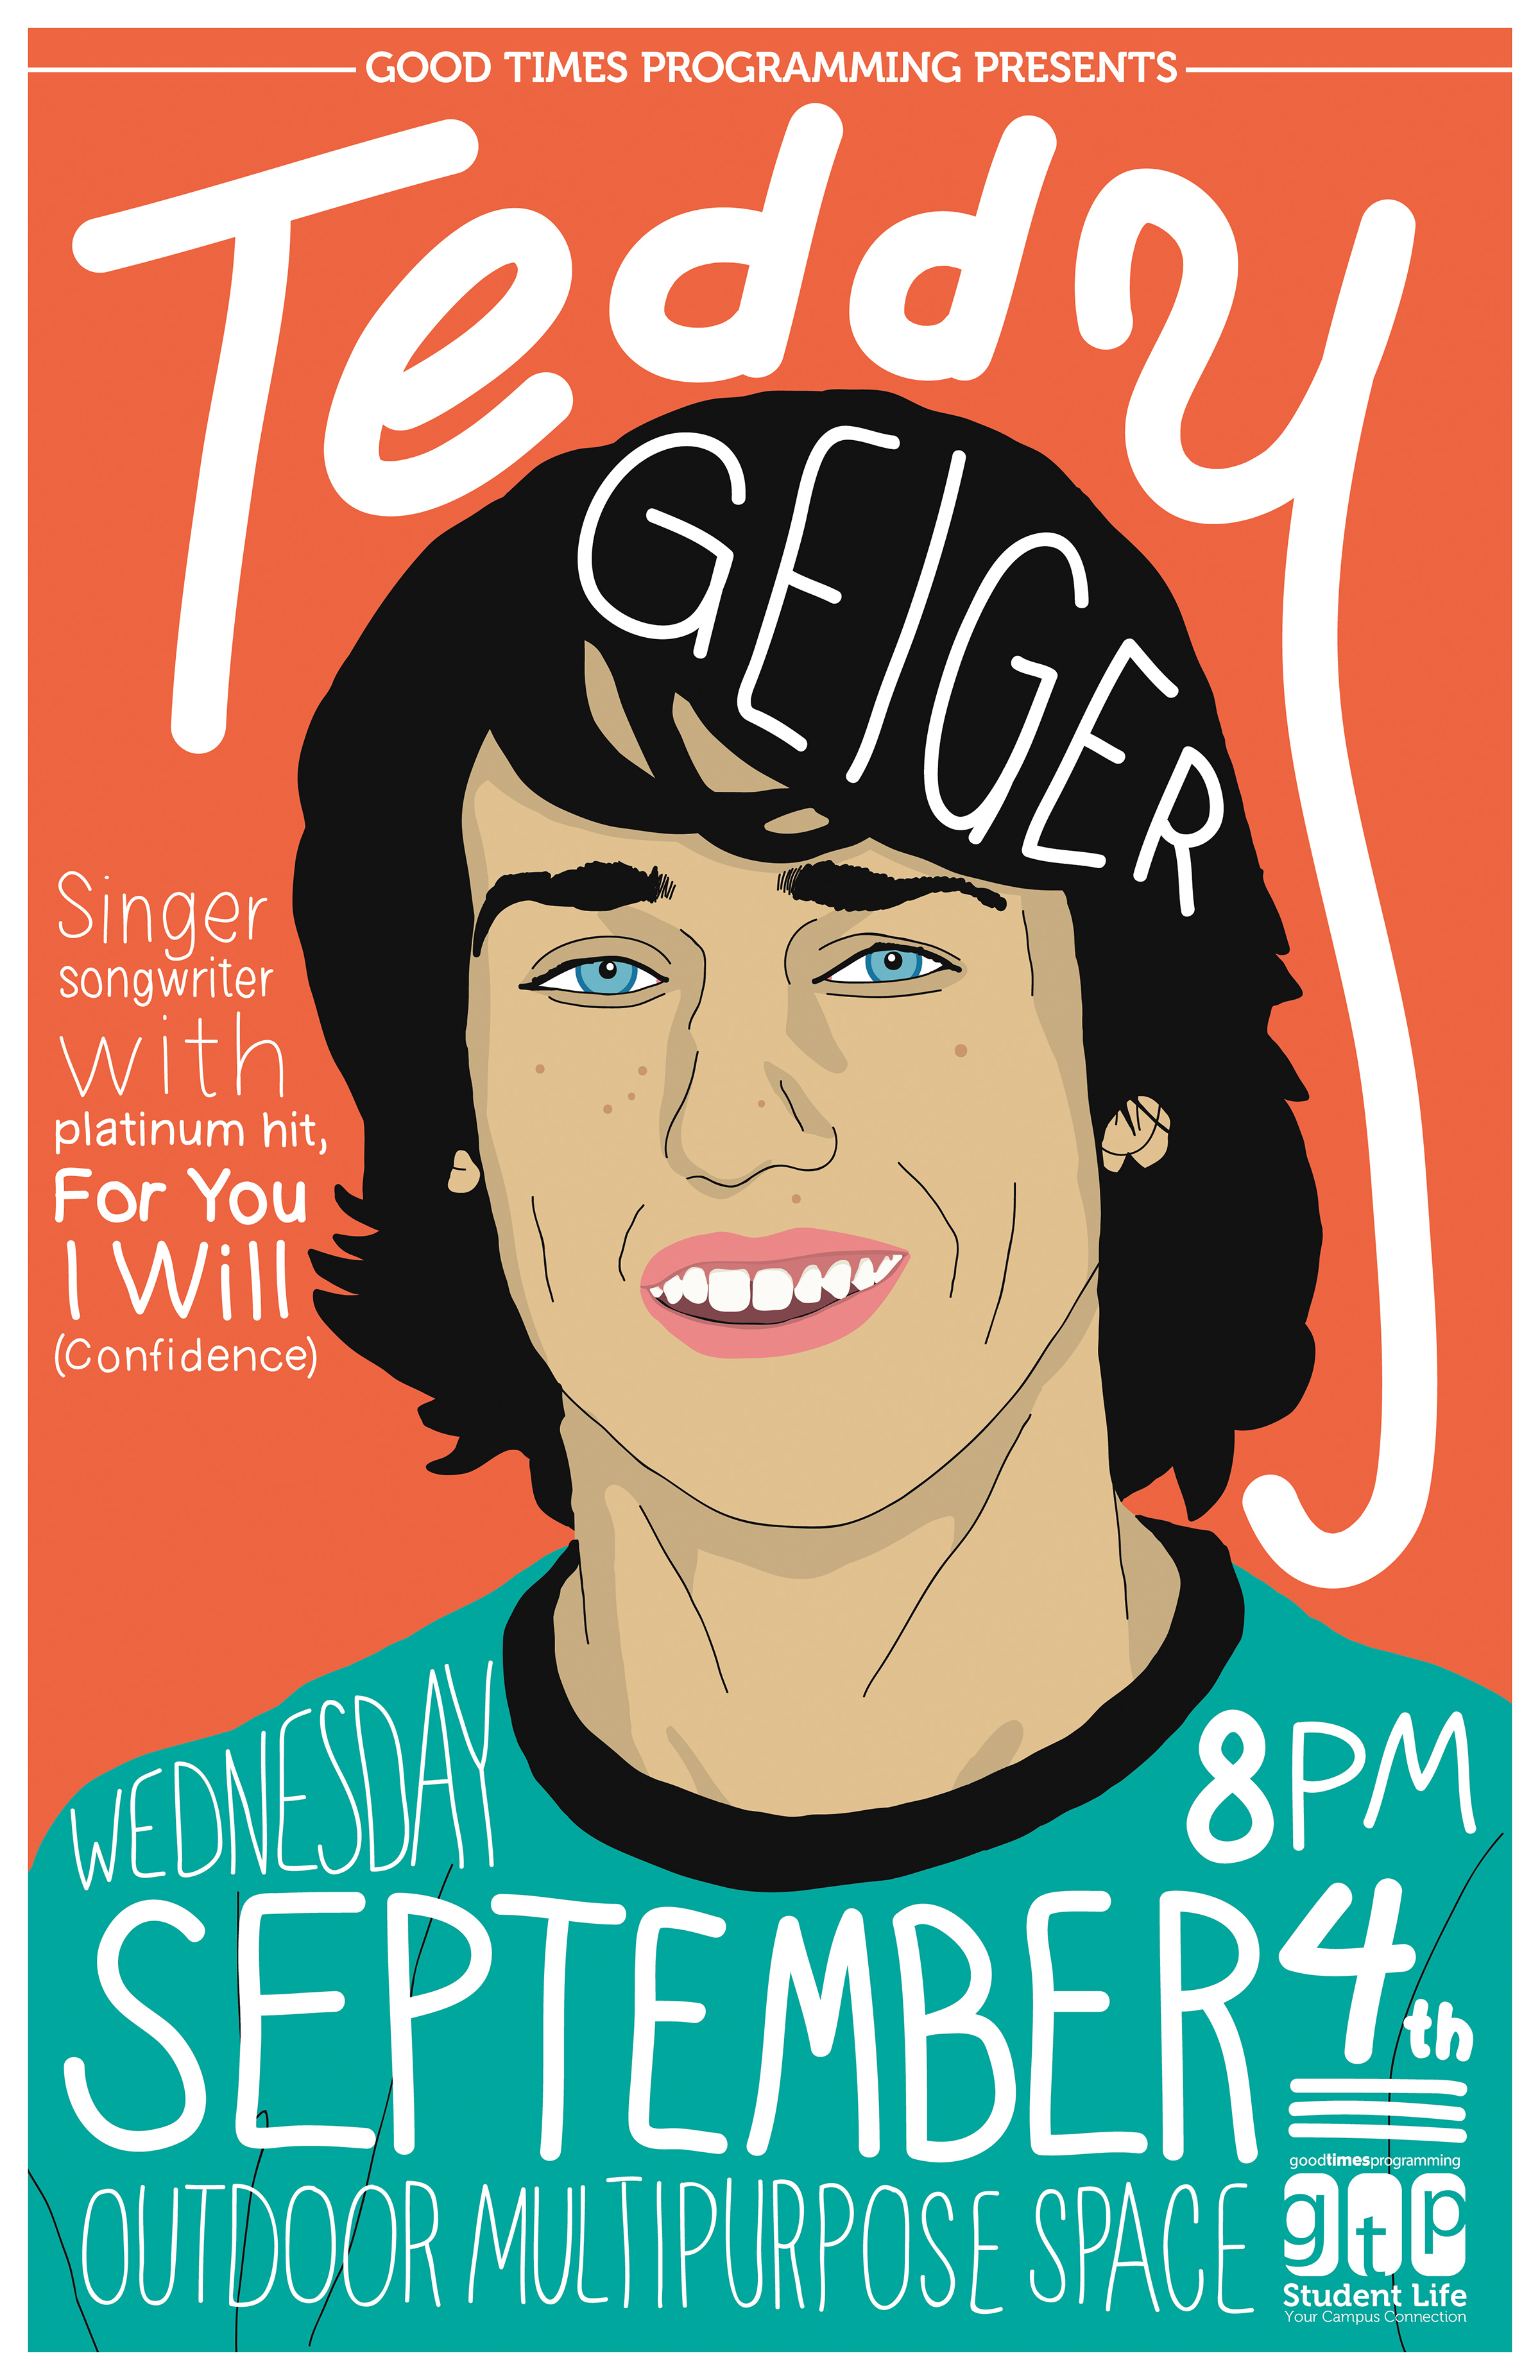 GOOD TIMES PROGRAMMING PRESENTS
Teddy
GEIGER
Singer
songwriter
with
platinum hit,
For You
I Will
(Confidence)
WEDNESDAY
8PM
SEPTEMBER 4th
OUTDOOR MULTIPURPOSE SPACE
goodtimesprogramming
gtp
Student Life
Your Campus Connection